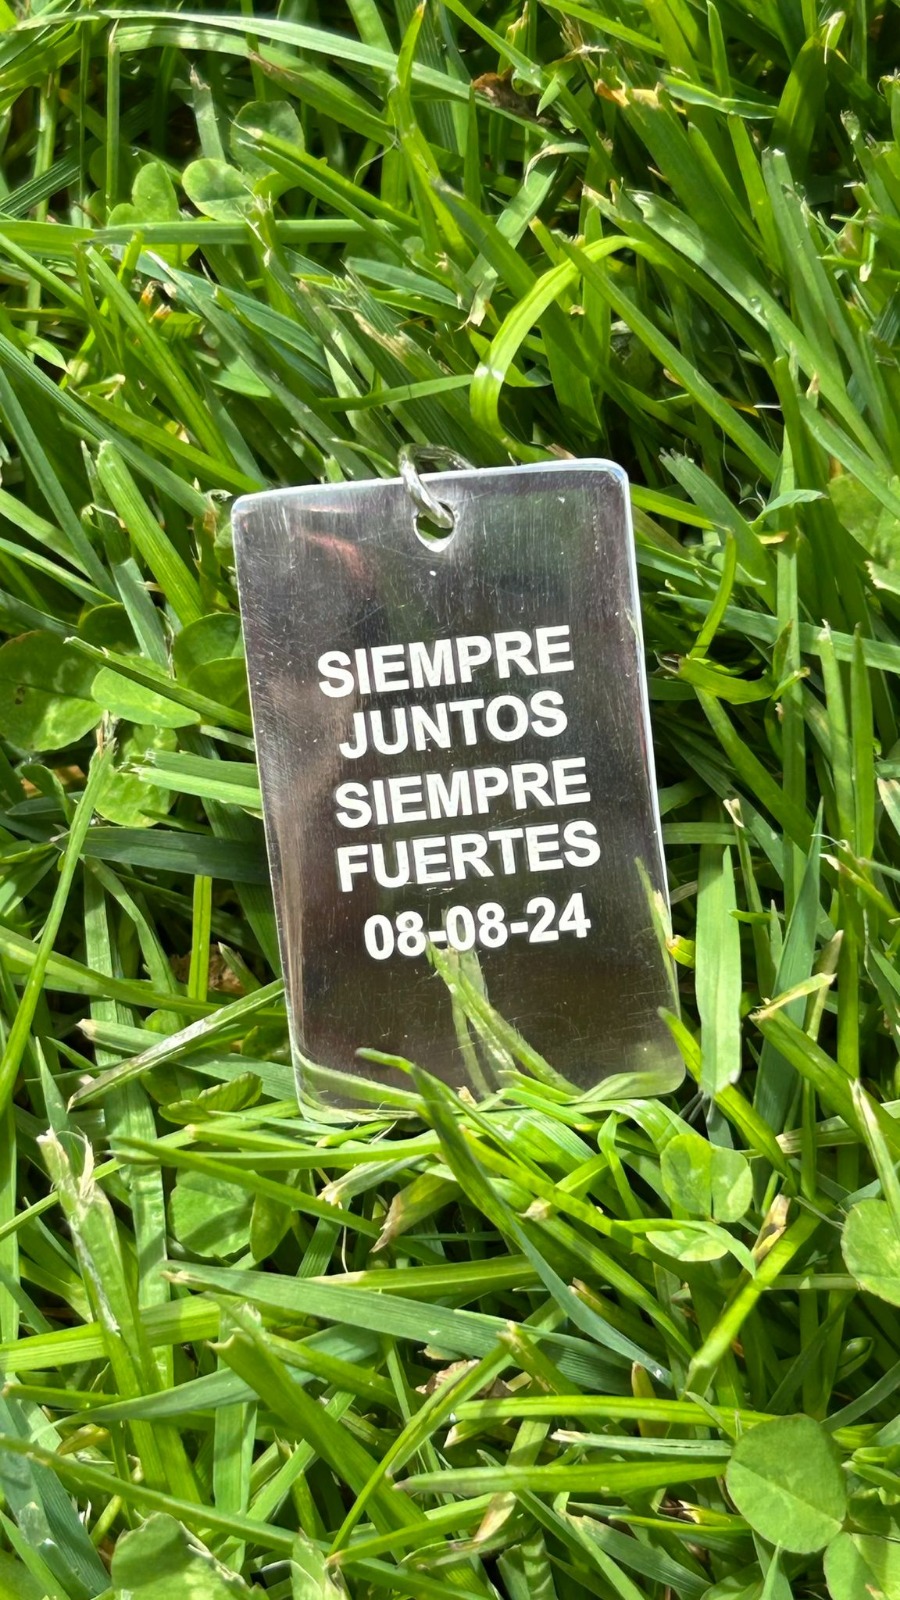 SIEMPRE
JUNTOS
SIEMPRE
FUERTES
08-08-24